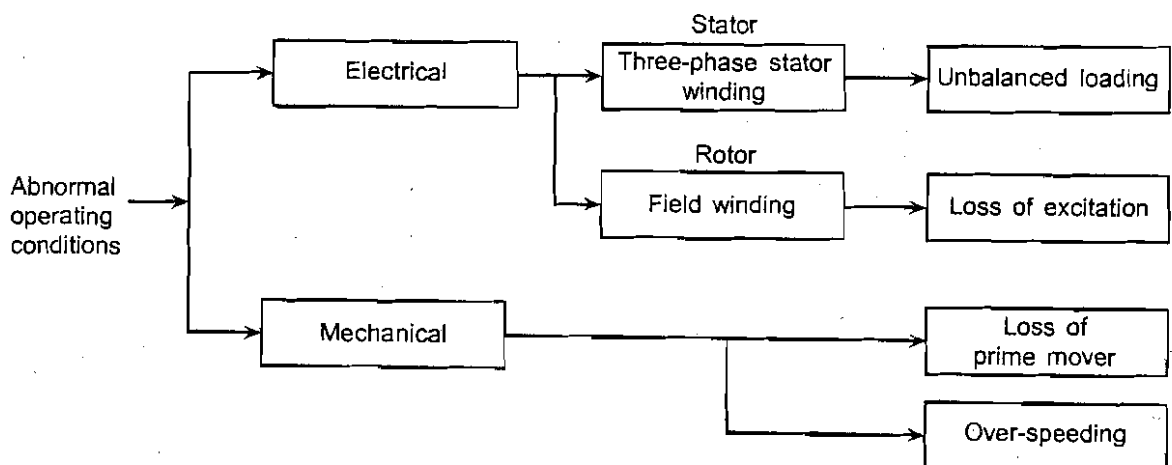 Stator
Electrical
Three-phase stator
winding
Unbalanced loading
Rotor
Abnormal
operating
conditions
Field winding
Loss of excitation
Mechanical
Loss of
prime mover
Over-speeding